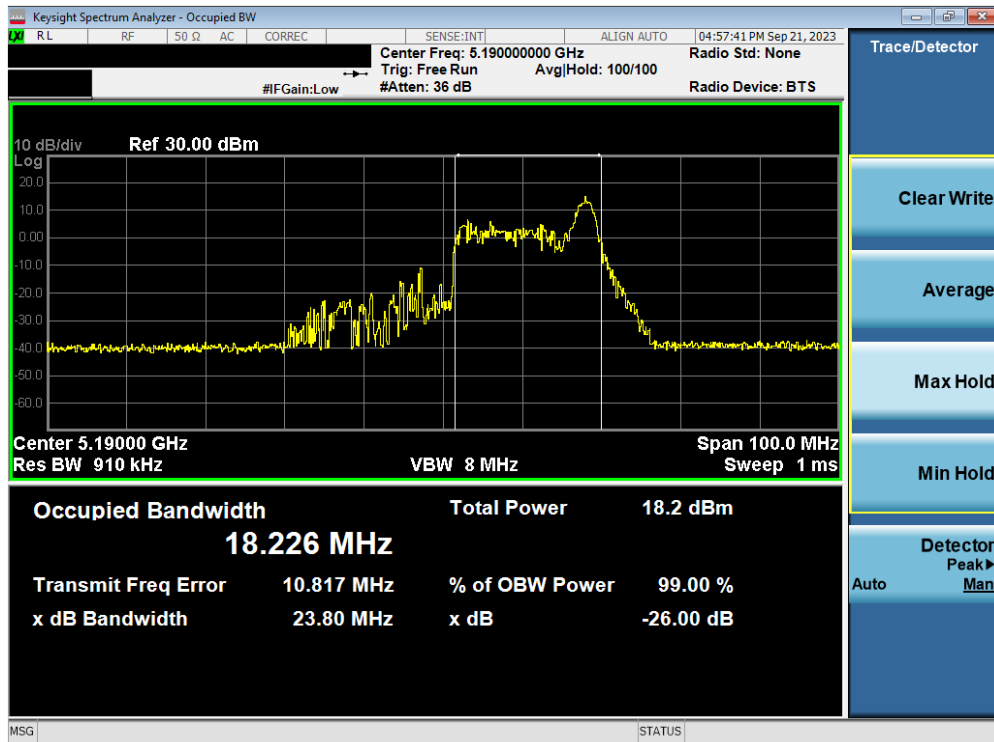 Keysight Spectrum Analyzer - Occupied BW
LXI RL RF 50 Ω AC CORREC SENSE:INT ALIGN AUTO 04:57:41 PM Sep 21, 2023
Center Freq: 5.190000000 GHz Radio Std: None
Trig: Free Run Avg|Hold: 100/100
#IFGain:Low #Atten: 36 dB Radio Device: BTS
Trace/Detector
10 dB/div Ref 30.00 dBm
Log
20.0
10.0
0.00
-10.0
-20.0
-30.0
-40.0
-50.0
-60.0
Center 5.19000 GHz Span 100.0 MHz
Res BW 910 kHz VBW 8 MHz Sweep 1 ms
Occupied Bandwidth Total Power 18.2 dBm
18.226 MHz
Transmit Freq Error 10.817 MHz % of OBW Power 99.00 %
x dB Bandwidth 23.80 MHz x dB -26.00 dB
Clear Write
Average
Max Hold
Min Hold
Detector
Peak▶
Auto Man
MSG STATUS